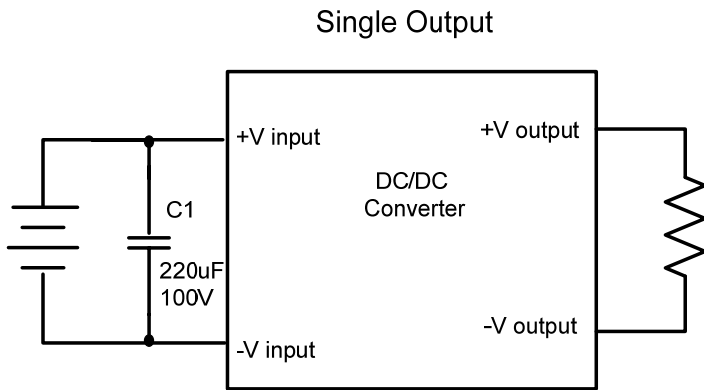 Single Output
+V input
+V output
DC/DC
Converter
C1
220uF
100V
-V input
-V output